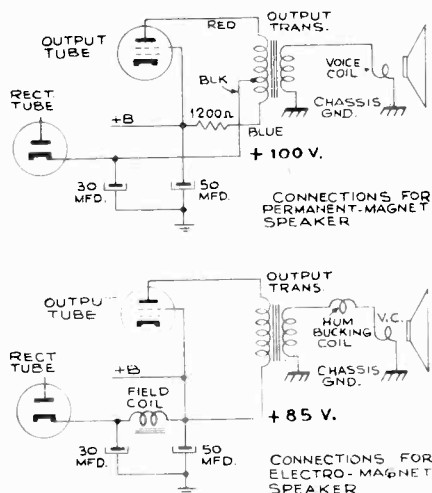 OUTPUT
TUBE
RED
OUTPUT
TRANS.
RECT.
TUBE
BLK
VOICE
COIL
+B
1200Ω
BLUE
CHASSIS
GND.
+ 100 V.
30
MFD.
50
MFD.
CONNECTIONS FOR
PERMANENT-MAGNET
SPEAKER
OUTPU
TUBE
OUTPUT
TRANS.
HUM
BUCKING
COIL
V.C.
RECT
TUBE
+B
FIELD
COIL
CHASSIS
GND.
+ 85 V.
30
MFD.
50
MFD.
CONNECTIONS FOR
ELECTRO-MAGNET
SPEAKER